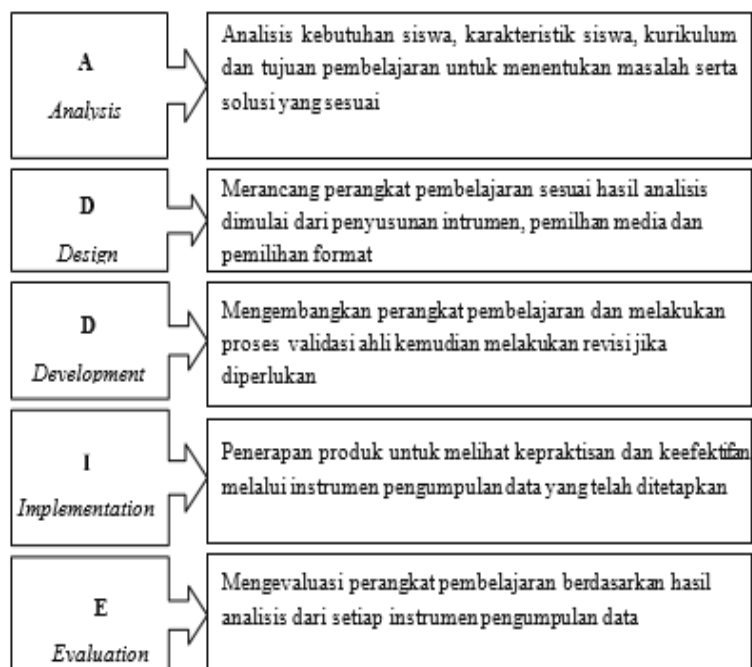 A
Analysis
Analisis kebutuhan siswa, karakteristik siswa, kurikulum
dan tujuan pembelajaran untuk menentukan masalah serta
solusi yang sesuai
D
Design
Merancang perangkat pembelajaran sesuai hasil analisis
dimulai dari penyusunan intrumen, pemilhan media dan
pemilihan format
D
Development
Mengembangkan perangkat pembelajaran dan melakukan
proses validasi ahli kemudian melakukan revisi jika
diperlukan
I
Implementation
Penerapan produk untuk melihat kepraktisan dan keefektifan
melalui instrumen pengumpulan data yang telah ditetapkan
E
Evaluation
Mengevaluasi perangkat pembelajaran berdasarkan hasil
analisis dari setiap instrumen pengumpulan data